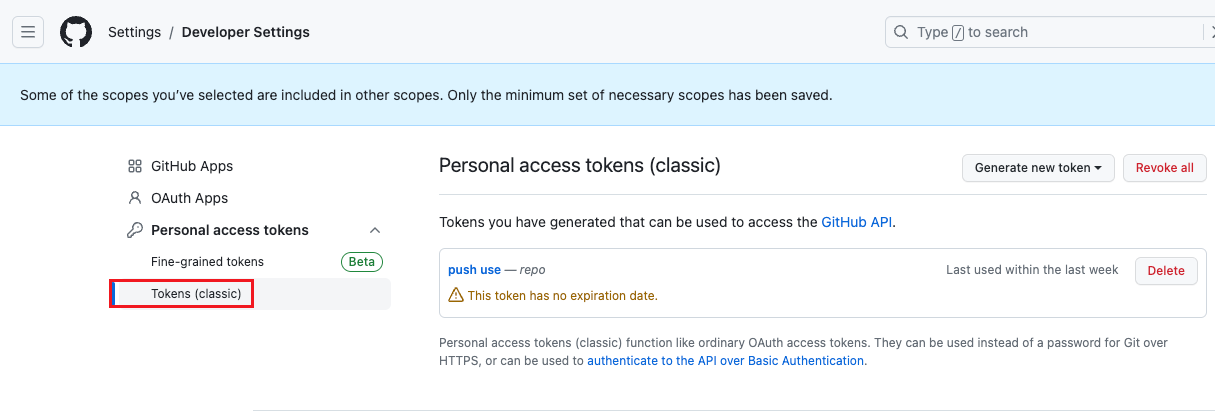 Settings / Developer Settings
Type / to search
Some of the scopes you've selected are included in other scopes. Only the minimum set of necessary scopes has been saved.
GitHub Apps
OAuth Apps
Personal access tokens
Fine-grained tokens Beta
Tokens (classic)
Personal access tokens (classic)
Generate new token
Revoke all
Tokens you have generated that can be used to access the GitHub API.
push use — repo
Last used within the last week
Delete
This token has no expiration date.
Personal access tokens (classic) function like ordinary OAuth access tokens. They can be used instead of a password for Git over
HTTPS, or can be used to authenticate to the API over Basic Authentication.